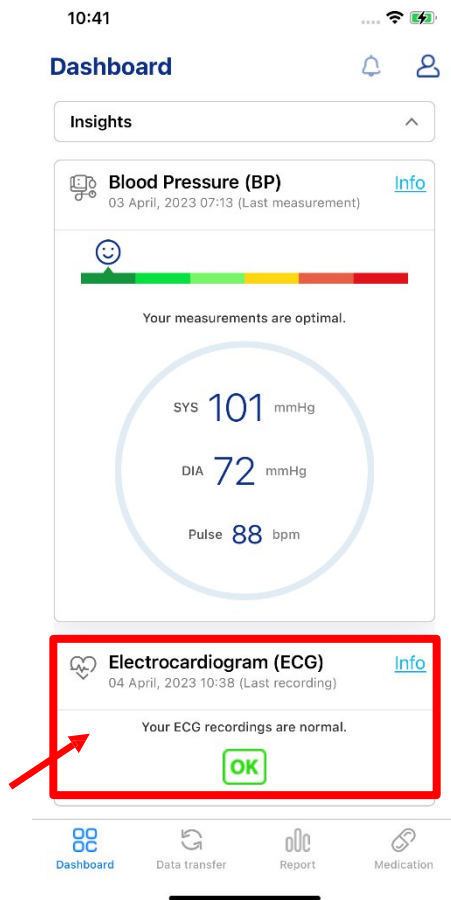 10:41
Dashboard
Insights
Blood Pressure (BP)
Info
03 April, 2023 07:13 (Last measurement)
Your measurements are optimal.
SYS 101 mmHg
DIA 72 mmHg
Pulse 88 bpm
Electrocardiogram (ECG)
Info
04 April, 2023 10:38 (Last recording)
Your ECG recordings are normal.
OK
Dashboard Data transfer Report Medication